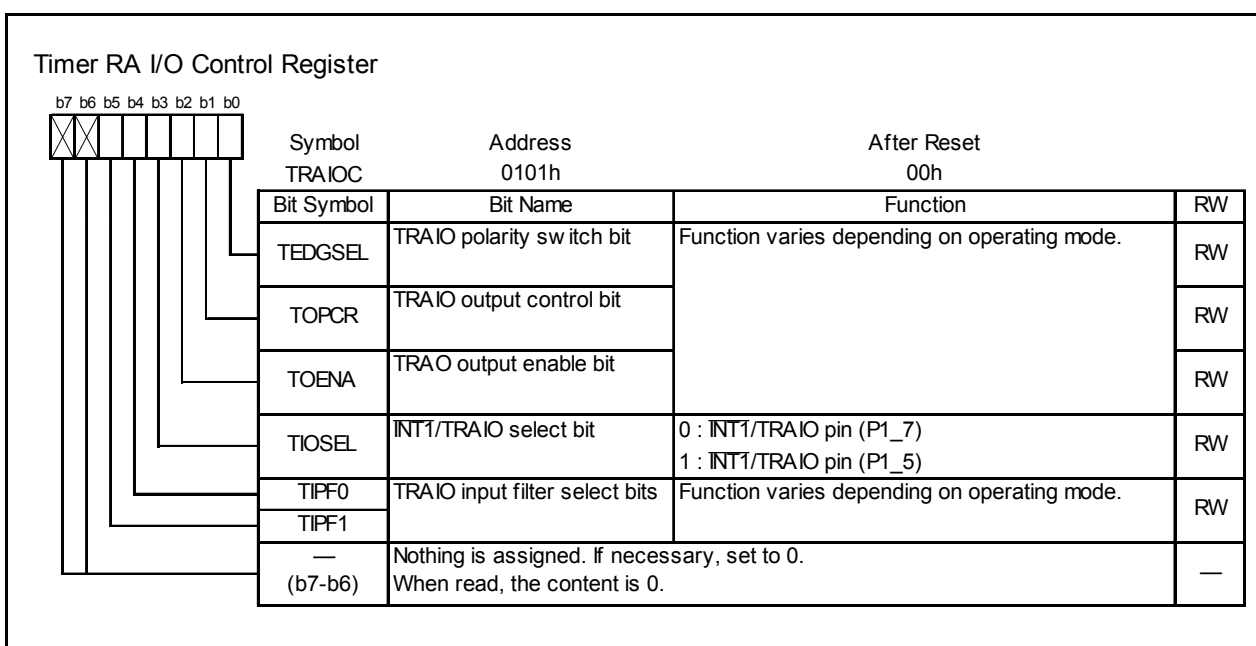 Timer RA I/O Control Register
b7 b6 b5 b4 b3 b2 b1 b0
Symbol Address After Reset
TRAIOC 0101h 00h
Bit Symbol Bit Name Function RW
TEDGSEL TRAIO polarity switch bit Function varies depending on operating mode. RW
TOPCR TRAIO output control bit RW
TOENA TRAO output enable bit RW
TIOSEL INT1/TRAIO select bit 0 : INT1/TRAIO pin (P1_7) RW
1 : INT1/TRAIO pin (P1_5)
TIPF0 TRAIO input filter select bits Function varies depending on operating mode. RW
TIPF1
— Nothing is assigned. If necessary, set to 0. —
(b7-b6) When read, the content is 0.